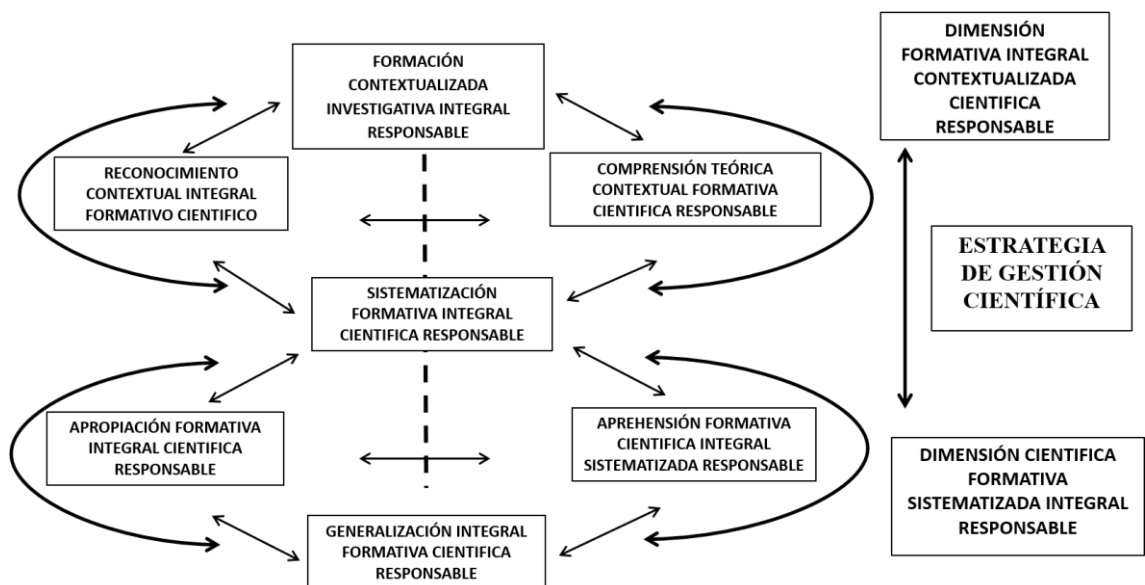 FORMACIÓN
CONTEXTUALIZADA
INVESTIGATIVA INTEGRAL
RESPONSABLE
RECONOCIMIENTO
CONTEXTUAL INTEGRAL
FORMATIVO CIENTIFICO
COMPRENSIÓN TEÓRICA
CONTEXTUAL FORMATIVA
CIENTIFICA RESPONSABLE
SISTEMATIZACIÓN
FORMATIVA INTEGRAL
CIENTIFICA RESPONSABLE
APROPIACIÓN FORMATIVA
INTEGRAL CIENTIFICA
RESPONSABLE
APREHENSIÓN FORMATIVA
CIENTIFICA INTEGRAL
SISTEMATIZADA RESPONSABLE
GENERALIZACIÓN INTEGRAL
FORMATIVA CIENTIFICA
RESPONSABLE
DIMENSIÓN
FORMATIVA INTEGRAL
CONTEXTUALIZADA
CIENTIFICA
RESPONSABLE
ESTRATEGIA
DE GESTIÓN
CIENTÍFÍCA
DIMENSIÓN CIENTIFICA
FORMATIVA
SISTEMATIZADA INTEGRAL
RESPONSABLE